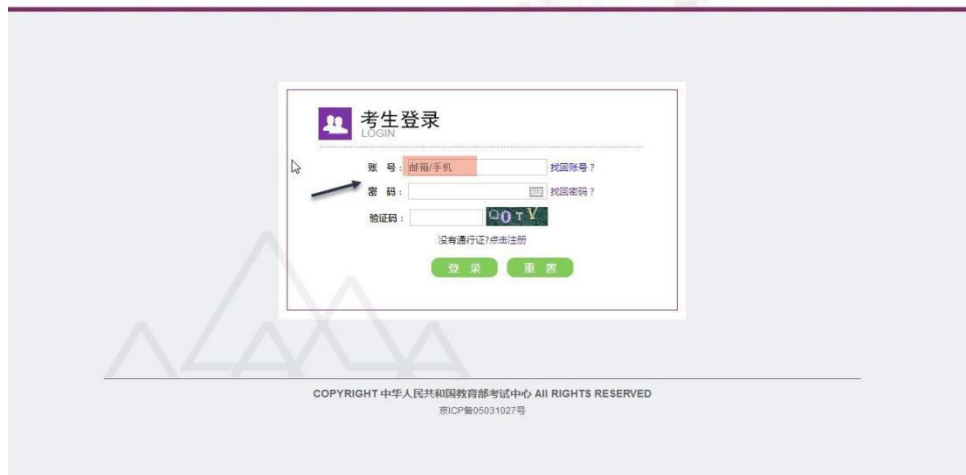 考生登录
LOGIN
账 号： 邮箱/手机 找回账号？
密 码： 找回密码？
验证码：
没有通行证?点击注册
登 录 重 置
COPYRIGHT 中华人民共和国教育部考试中心 All RIGHTS RESERVED
京ICP备05031027号